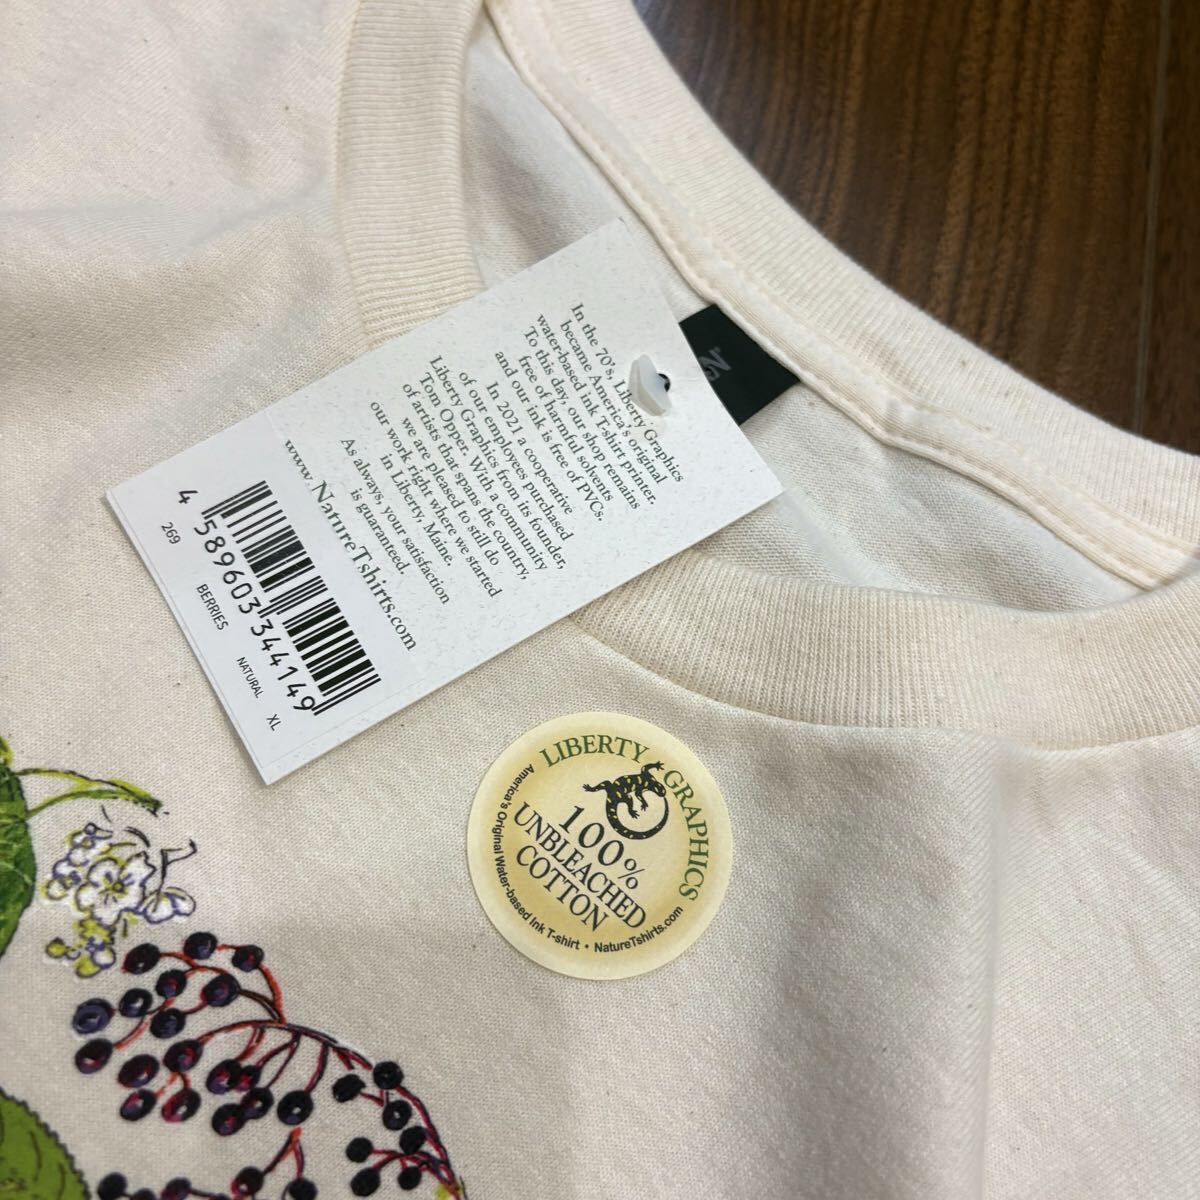 In the 70's, Liberty Graphics
became America's original
water-based ink T-shirt printer.
To this day, our shop remains
free of harmful solvents
and our ink is free of PVCs.
In 2021 a cooperative
of our employees purchased
Liberty Graphics from its founder,
Tom Opper. With a community
of artists that spans the country,
we are pleased to still do
our work right where we started
in Liberty, Maine.
As always, your satisfaction
is guaranteed.
www.NatureTshirts.com
4 589603 344149
269 BERRIES NATURAL XL
LIBERTY GRAPHICS
100%
UNBLEACHED
COTTON
America's Original Water-based Ink T-shirt • NatureTshirts.com